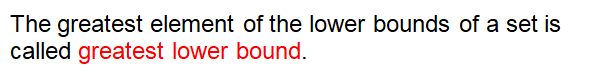 The greatest element of the lower bounds of a set is
called greatest lower bound.